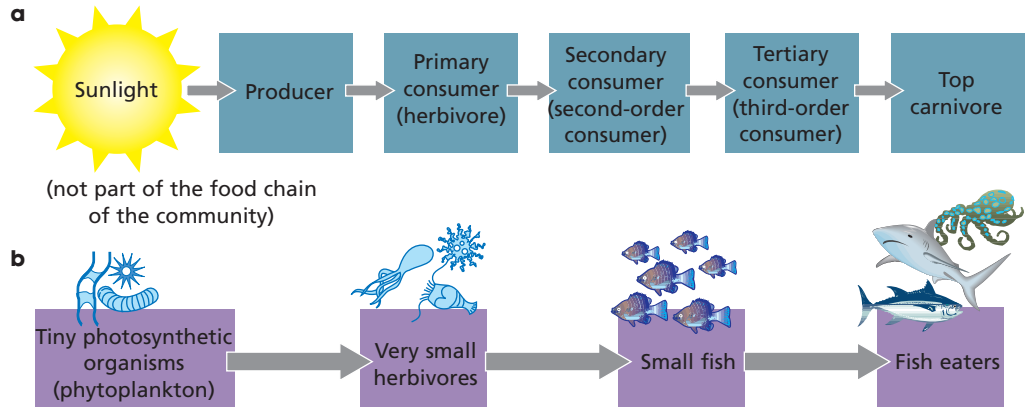 a
Sunlight
Producer
Primary
consumer
(herbivore)
Secondary
consumer
(second-order
consumer)
Tertiary
consumer
(third-order
consumer)
Top
carnivore
(not part of the food chain
of the community)
b
Tiny photosynthetic
organisms
(phytoplankton)
Very small
herbivores
Small fish
Fish eaters